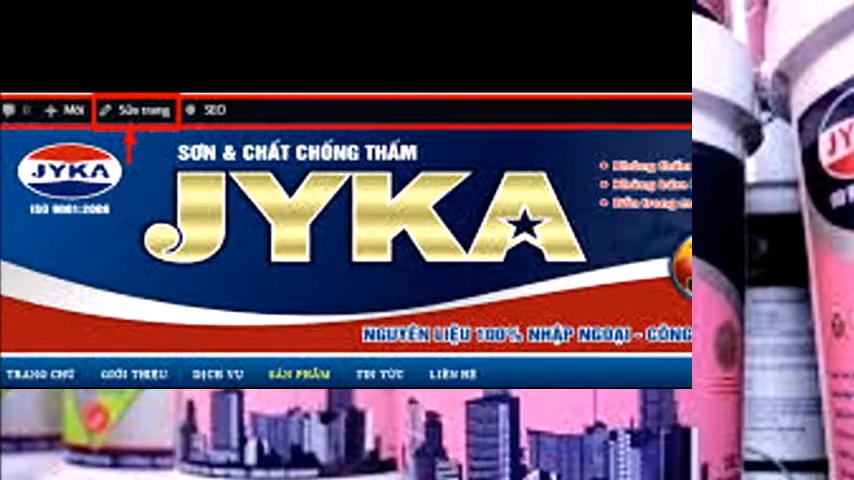 Mới Sửa trang SEO
JYKA
ISO 9001:2008
SƠN & CHẤT CHỐNG THẤM
JYKA
NGUYÊN LIỆU 100% NHẬP NGOẠI - CÔNG
TRANG CHỦ GIỚI THIỆU DỊCH VỤ SẢN PHẨM TIN TỨC LIÊN HỆ